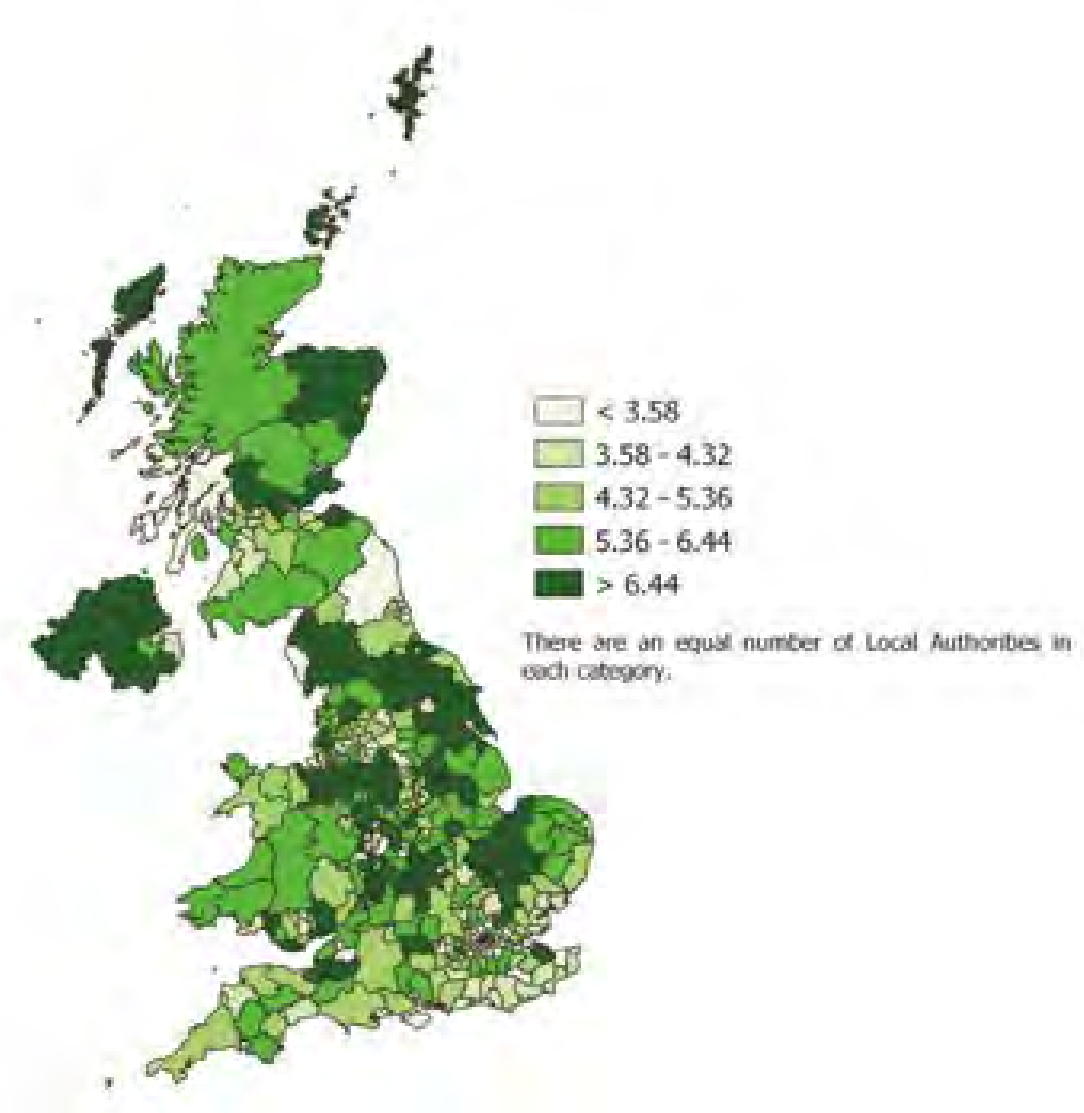 < 3.58
3.58 - 4.32
4.32 - 5.36
5.36 - 6.44
> 6.44
There are an equal number of Local Authorities in
each category.